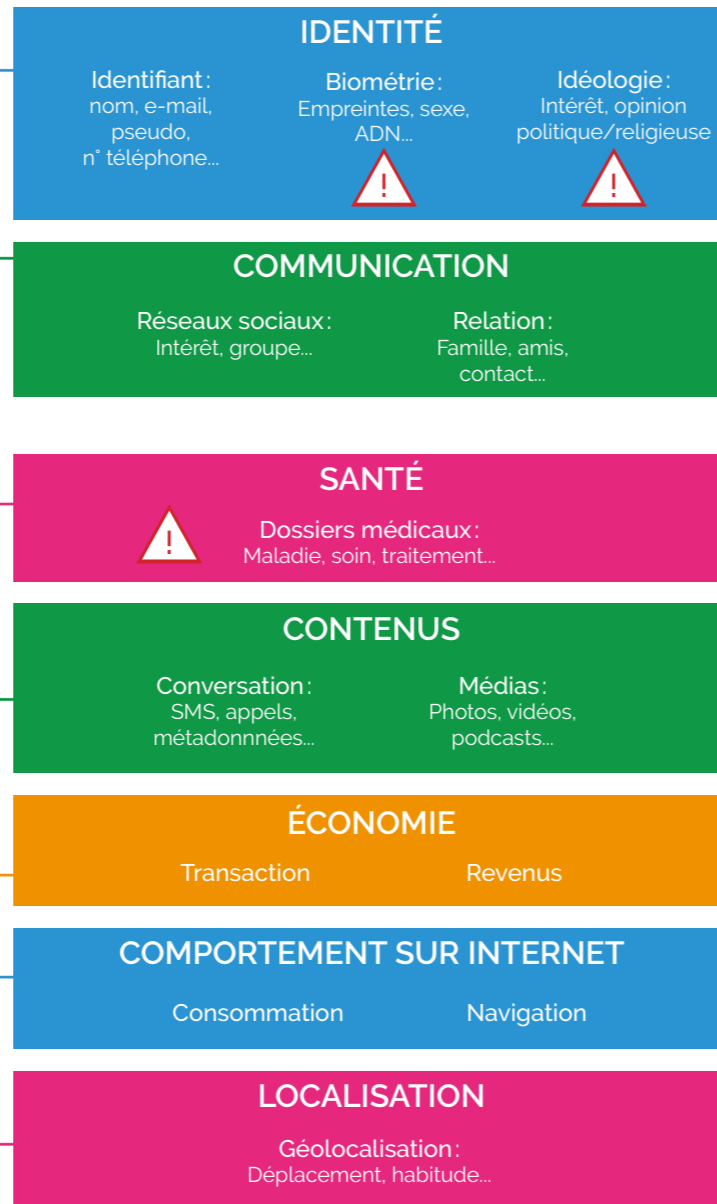 IDENTITÉ
Identifiant :
nom, e-mail,
pseudo,
n° téléphone...
Biométrie :
Empreintes, sexe,
ADN...
!
Idéologie :
Intérêt, opinion
politique/religieuse
!
COMMUNICATION
Réseaux sociaux :
Intérêt, groupe...
Relation :
Famille, amis,
contact...
SANTÉ
!
Dossiers médicaux :
Maladie, soin, traitement...
CONTENUS
Conversation :
SMS, appels,
métadonnnées...
Médias :
Photos, vidéos,
podcasts...
ÉCONOMIE
Transaction
Revenus
COMPORTEMENT SUR INTERNET
Consommation
Navigation
LOCALISATION
Géolocalisation :
Déplacement, habitude...